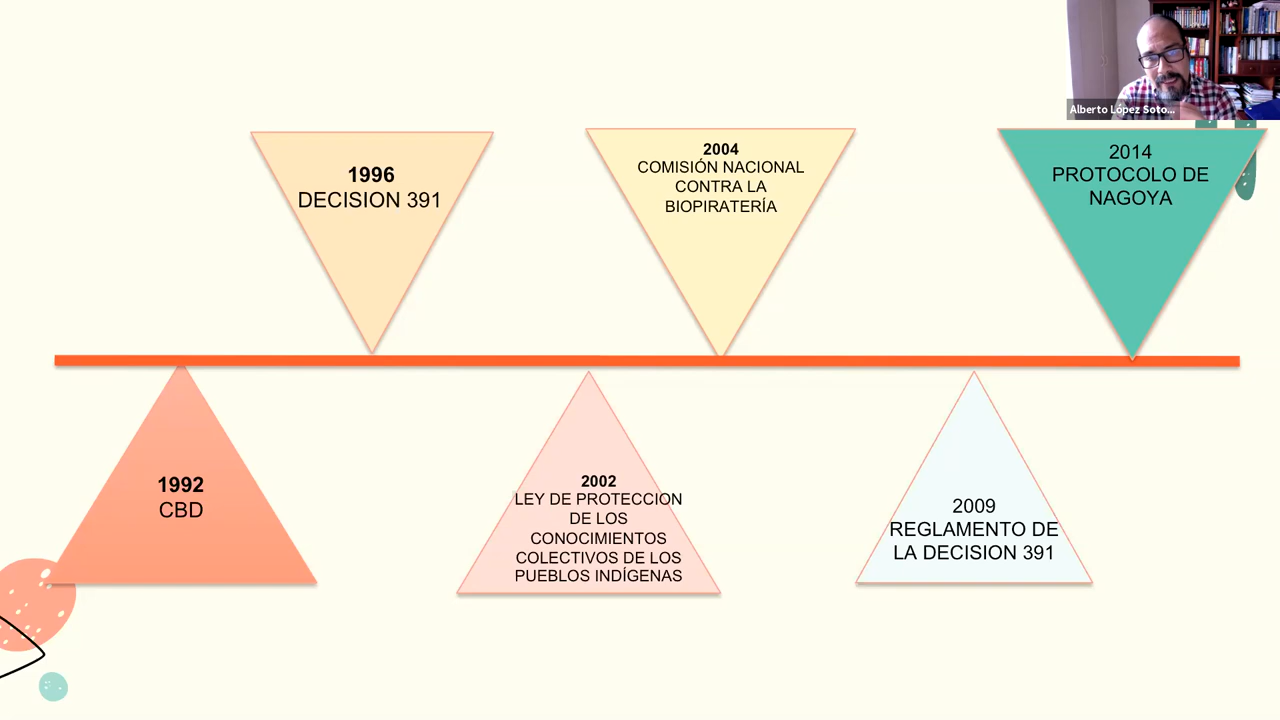 Alberto López Soto...
1996
DECISION 391
2004
COMISIÓN NACIONAL
CONTRA LA
BIOPIRATERÍA
2014
PROTOCOLO DE
NAGOYA
1992
CBD
2002
LEY DE PROTECCION
DE LOS
CONOCIMIENTOS
COLECTIVOS DE LOS
PUEBLOS INDÍGENAS
2009
REGLAMENTO DE
LA DECISION 391